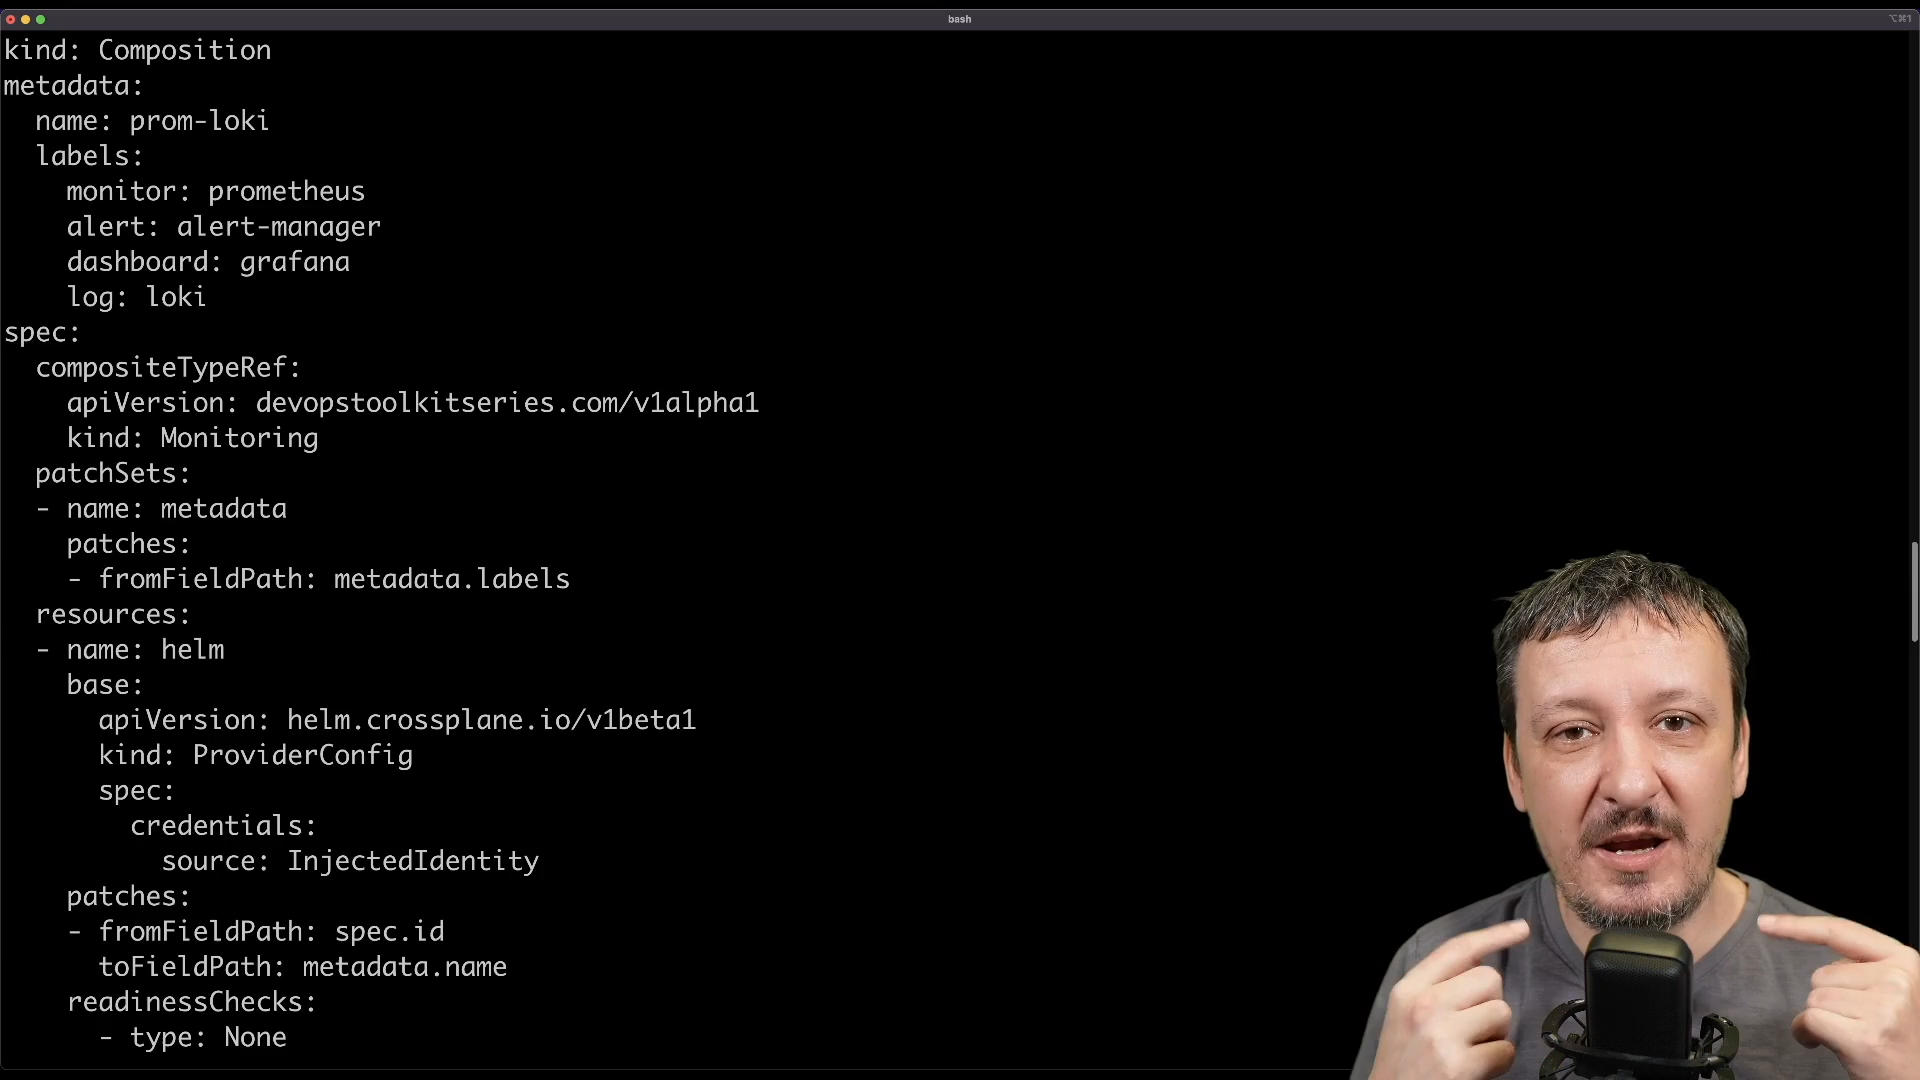 bash
⌥⌘1
kind: Composition
metadata:
  name: prom-loki
  labels:
    monitor: prometheus
    alert: alert-manager
    dashboard: grafana
    log: loki
spec:
  compositeTypeRef:
    apiVersion: devopstoolkitseries.com/v1alpha1
    kind: Monitoring
  patchSets:
  - name: metadata
    patches:
    - fromFieldPath: metadata.labels
  resources:
  - name: helm
    base:
      apiVersion: helm.crossplane.io/v1beta1
      kind: ProviderConfig
      spec:
        credentials:
          source: InjectedIdentity
    patches:
    - fromFieldPath: spec.id
      toFieldPath: metadata.name
    readinessChecks:
      - type: None